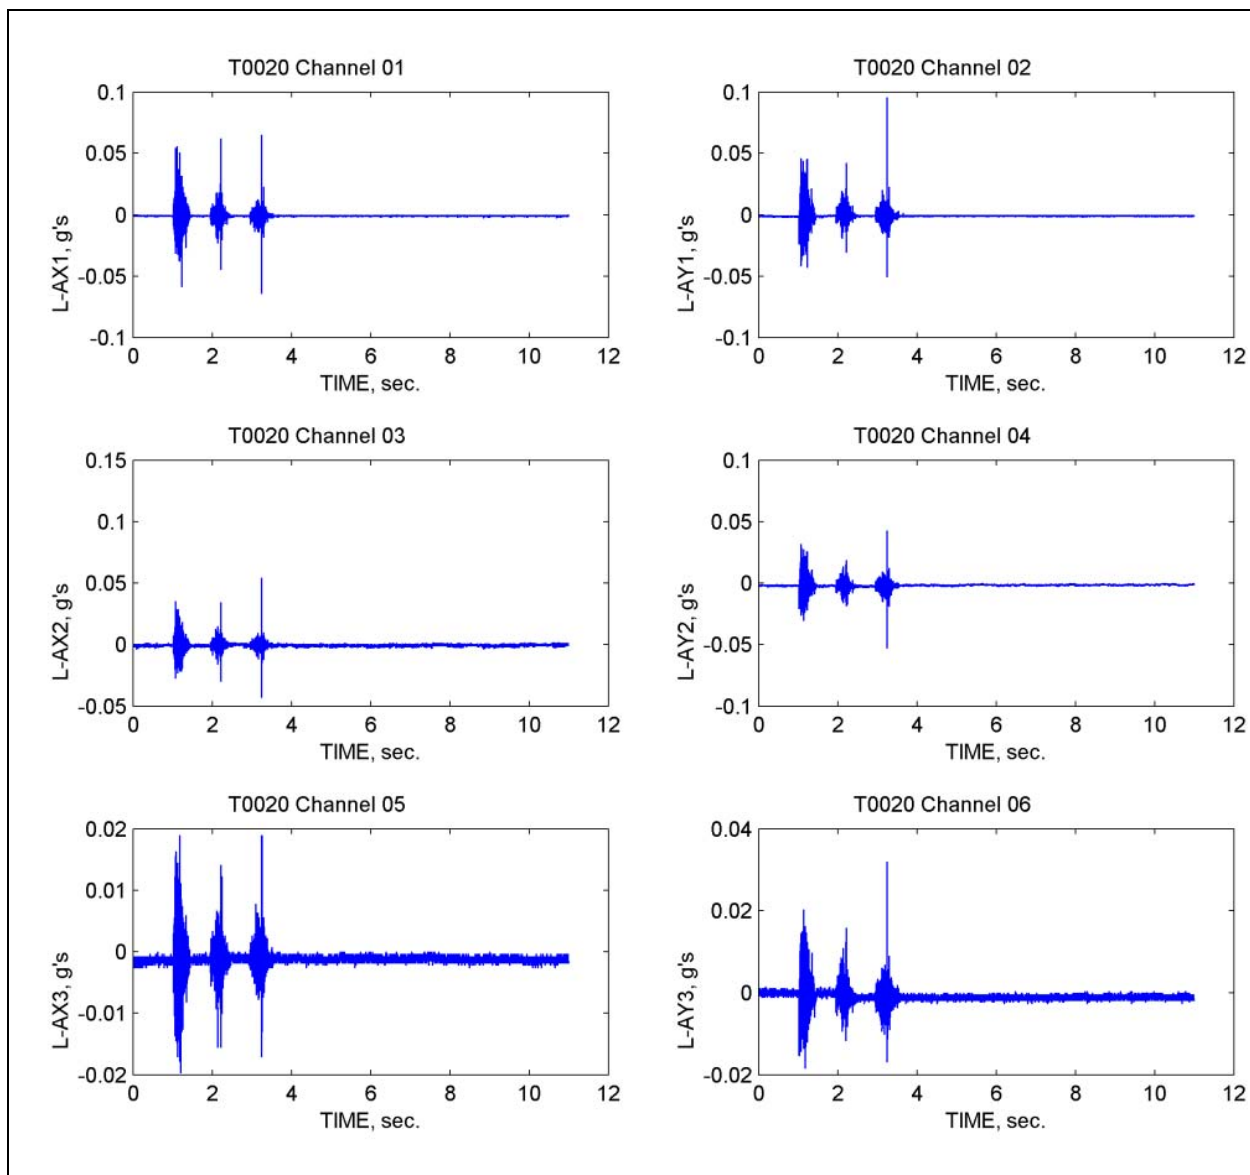 T0020 Channel 01
0.1
0.05
0
-0.05
-0.1
L-AX1, g's
0 2 4 6 8 10 12
TIME, sec.
T0020 Channel 02
0.1
0.05
0
-0.05
-0.1
L-AY1, g's
0 2 4 6 8 10 12
TIME, sec.
T0020 Channel 03
0.15
0.1
0.05
0
-0.05
L-AX2, g's
0 2 4 6 8 10 12
TIME, sec.
T0020 Channel 04
0.1
0.05
0
-0.05
-0.1
L-AY2, g's
0 2 4 6 8 10 12
TIME, sec.
T0020 Channel 05
0.02
0.01
0
-0.01
-0.02
L-AX3, g's
0 2 4 6 8 10 12
TIME, sec.
T0020 Channel 06
0.04
0.02
0
-0.02
L-AY3, g's
0 2 4 6 8 10 12
TIME, sec.